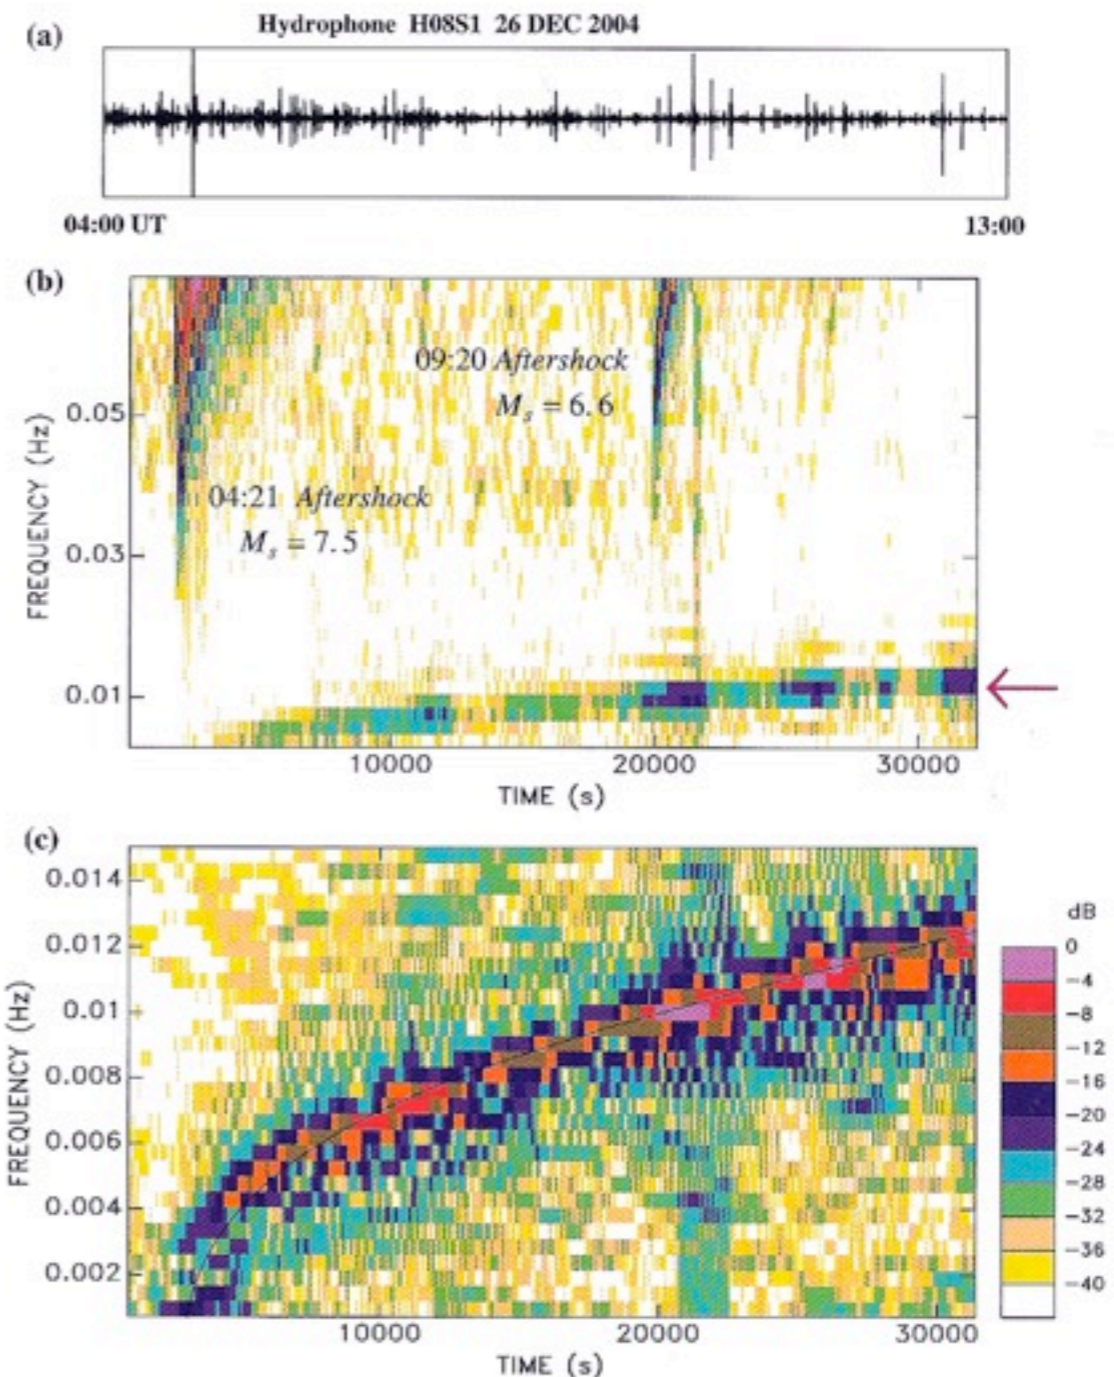 (a)
Hydrophone H08S1 26 DEC 2004
04:00 UT
13:00
(b)
FREQUENCY (Hz)
0.05
0.03
0.01
09:20 Aftershock
Ms = 6.6
04:21 Aftershock
Ms = 7.5
10000
20000
30000
TIME (s)
(c)
FREQUENCY (Hz)
0.014
0.012
0.01
0.008
0.006
0.004
0.002
10000
20000
30000
TIME (s)
dB
0
−4
−8
−12
−16
−20
−24
−28
−32
−36
−40